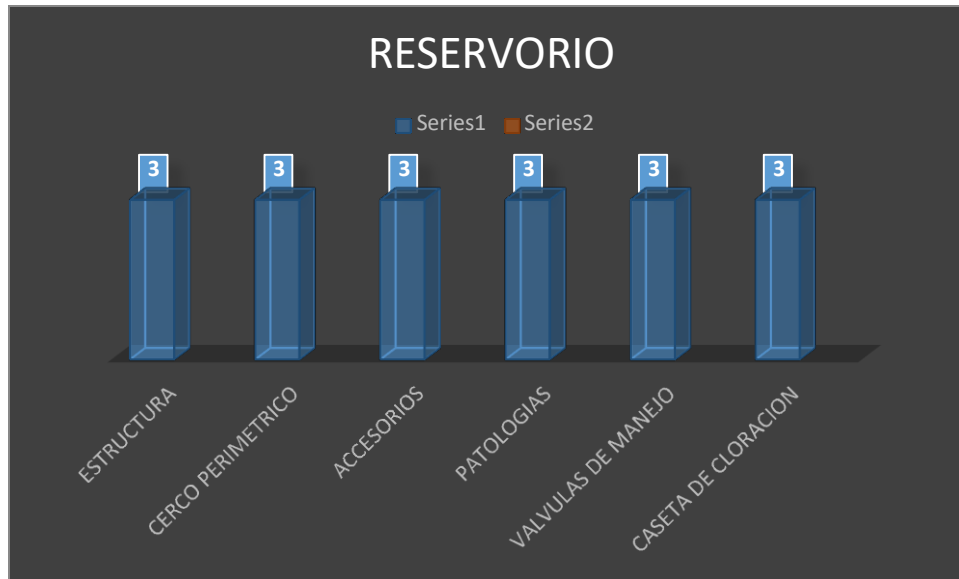 RESERVORIO
Series1 Series2
3 3 3 3 3 3
ESTRUCTURA
CERCO PERIMETRICO
ACCESORIOS
PATOLOGIAS
VALVULAS DE MANEJO
CASETA DE CLORACION